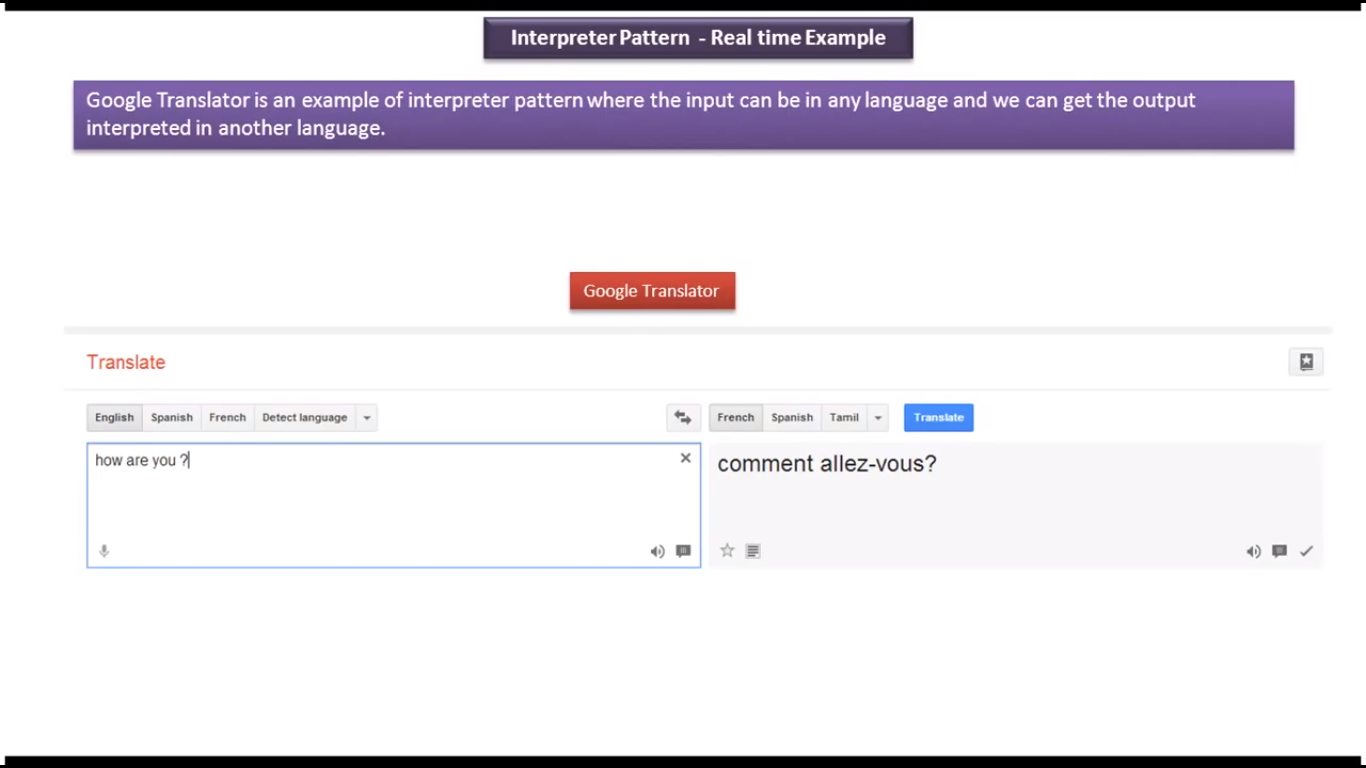 Interpreter Pattern - Real time Example
Google Translator is an example of interpreter pattern where the input can be in any language and we can get the output
interpreted in another language.
Google Translator
Translate
English Spanish French Detect language
French Spanish Tamil Translate
how are you ?
comment allez-vous?